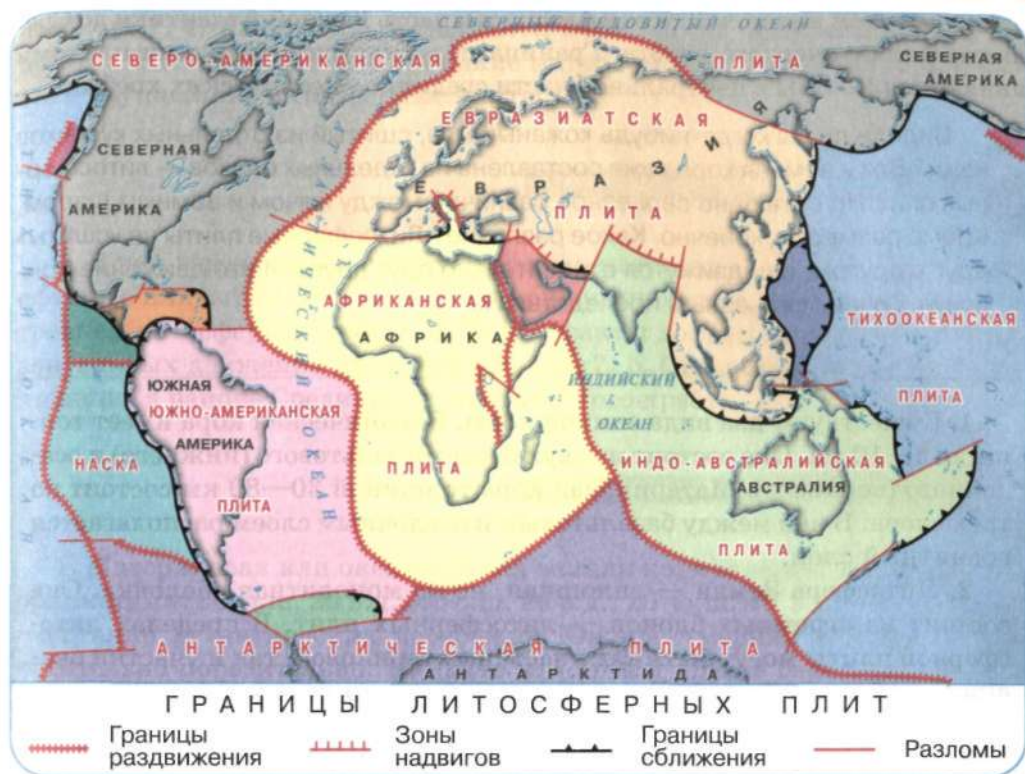 СЕВЕРНЫЙ ЛЕДОВИТЫЙ ОКЕАН
СЕВЕРО-АМЕРИКАНСКАЯ ПЛИТА
СЕВЕРНАЯ
АМЕРИКА
ЕВРАЗИАТСКАЯ
СЕВЕРНАЯ
ЕВРАЗИЯ
АМЕРИКА
ПЛИТА
АТЛАНТИЧЕСКИЙ ОКЕАН
АФРИКАНСКАЯ
АФРИКА
ТИХООКЕАНСКАЯ
ЮЖНАЯ
ИНДИЙСКИЙ
ОКЕАН
ПЛИТА
ЮЖНО-АМЕРИКАНСКАЯ
АМЕРИКА
НАСКА
ПЛИТА
ПЛИТА
ИНДО-АВСТРАЛИЙСКАЯ
АВСТРАЛИЯ
ПЛИТА
АНТАРКТИЧЕСКАЯ ПЛИТА
АНТАРКТИДА
ГРАНИЦЫ ЛИТОСФЕРНЫХ ПЛИТ
Границы
раздвижения
Зоны
надвигов
Границы
сближения
Разломы